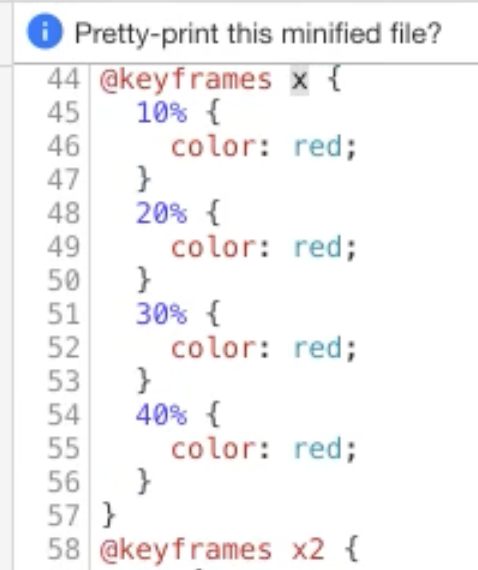 Pretty-print this minified file?
44 @keyframes x {
45 10% {
46 color: red;
47 }
48 20% {
49 color: red;
50 }
51 30% {
52 color: red;
53 }
54 40% {
55 color: red;
56 }
57 }
58 @keyframes x2 {